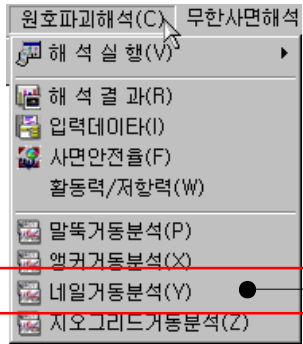 원호파괴해석(C) 무한사면해석
해 석 실 행(V)
해 석 결 과(R)
입력데이타(I)
사면안전율(F)
활동력/저항력(W)
말뚝거동분석(P)
앵커거동분석(X)
네일거동분석(Y)
지오그리드거동분석(Z)